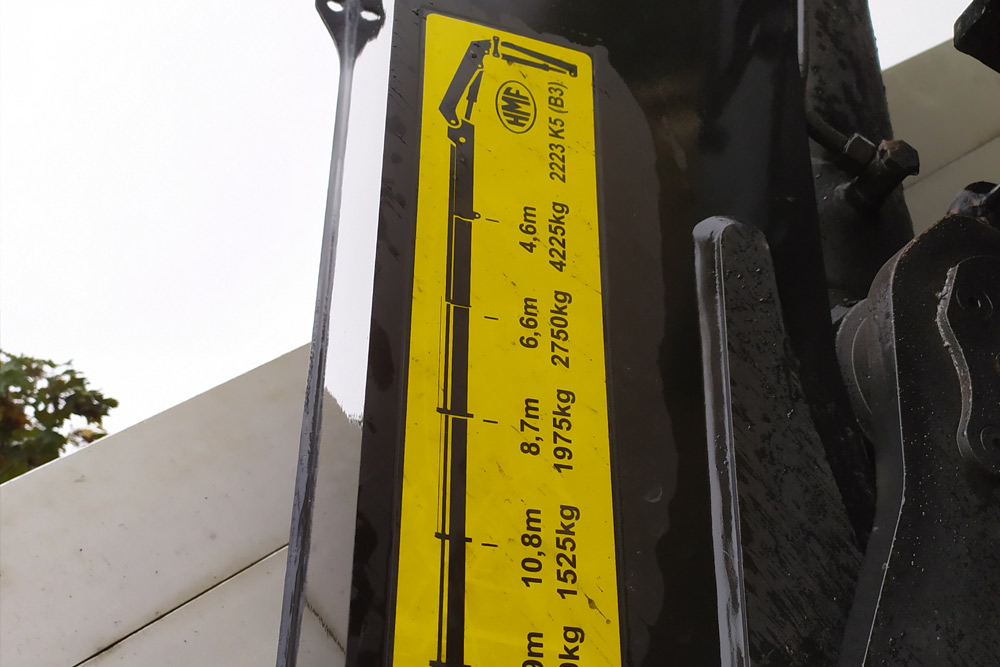 HMF
2223 K5 (B3)
4,6m
4225kg
6,6m
2750kg
8,7m
1975kg
10,8m
1525kg